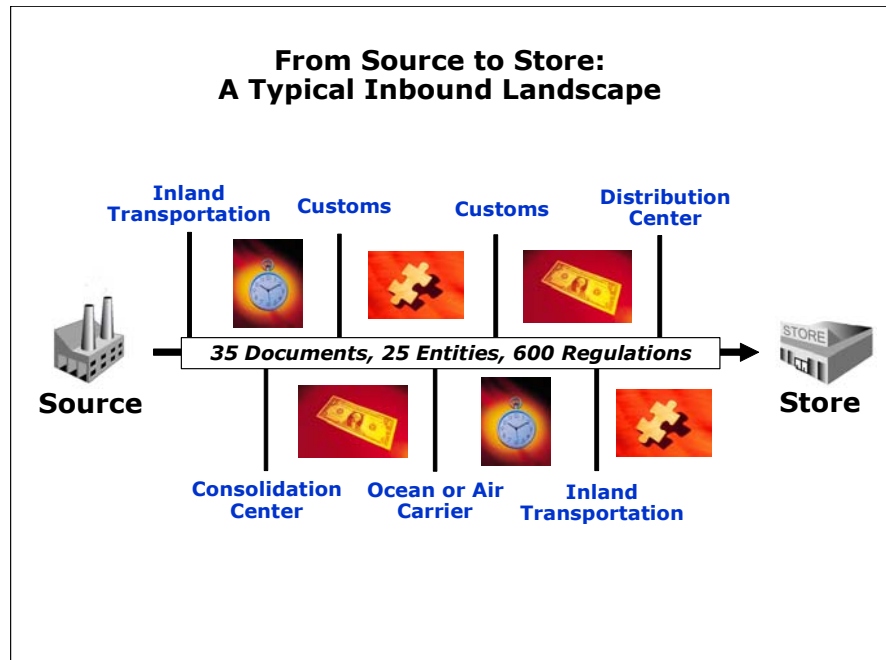 From Source to Store:
A Typical Inbound Landscape
Inland
Transportation
Customs
Customs
Distribution
Center
STORE
35 Documents, 25 Entities, 600 Regulations
Source
Store
Consolidation
Center
Ocean or Air
Carrier
Inland
Transportation